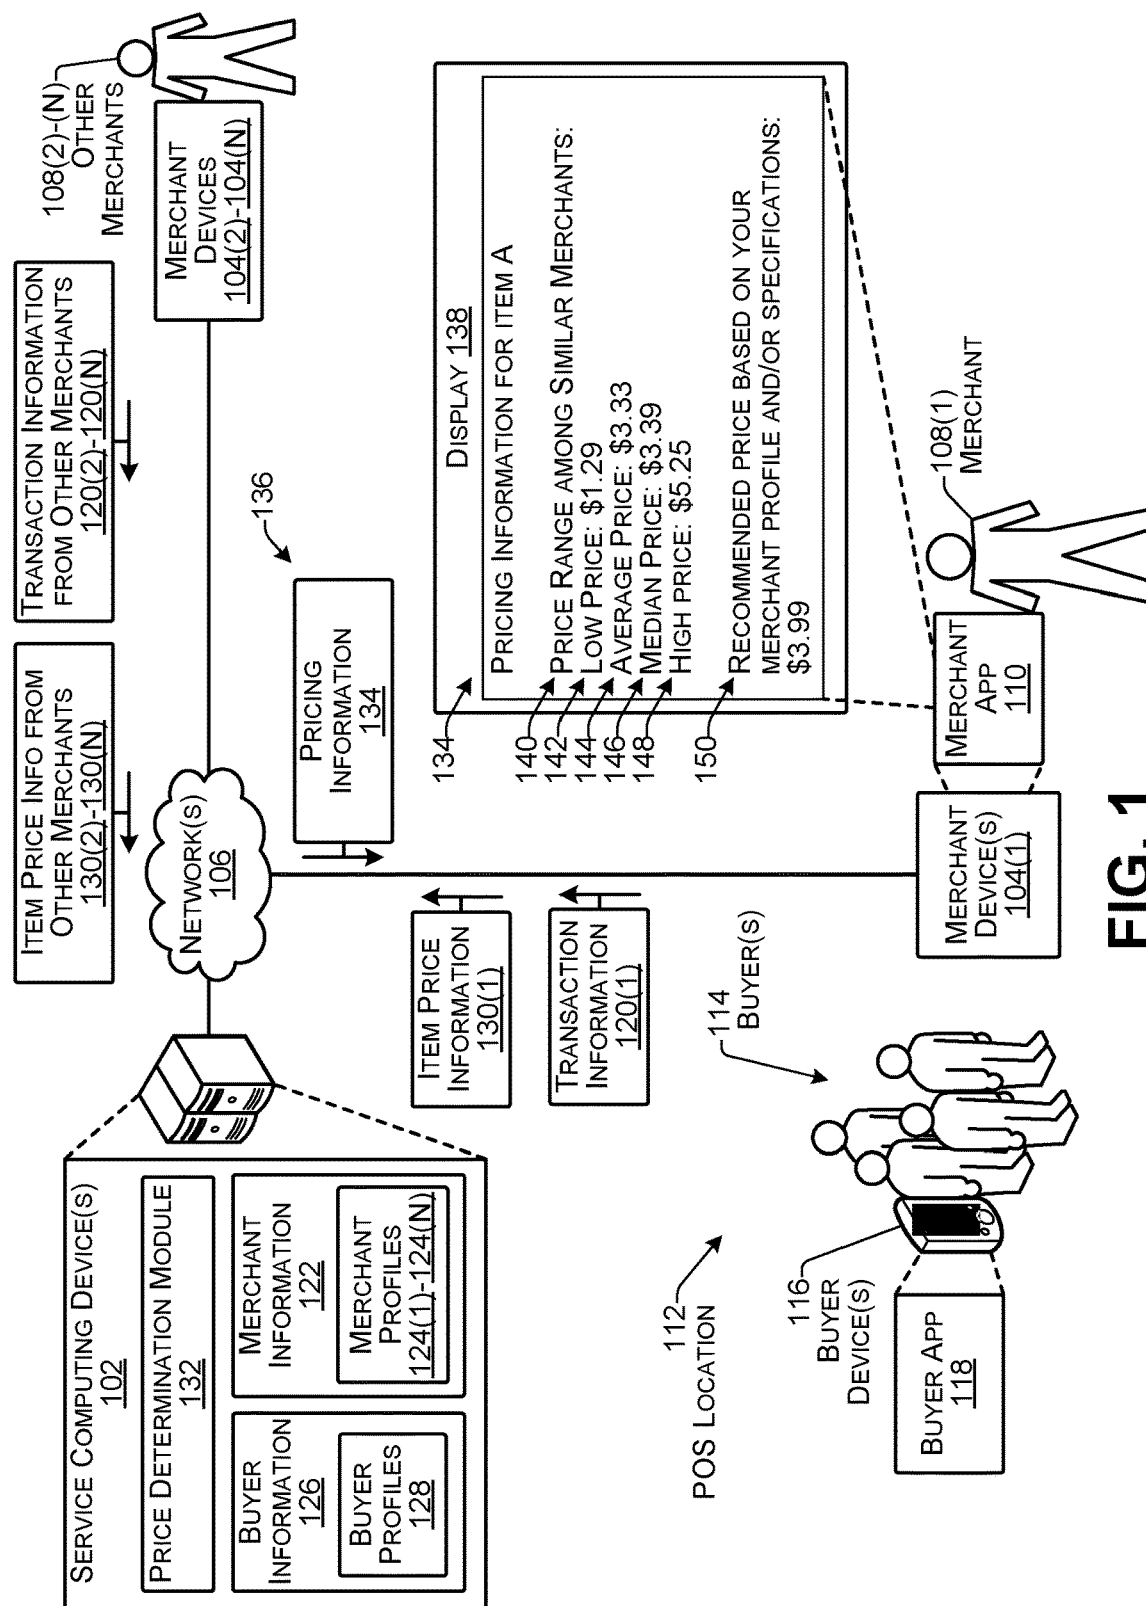 SERVICE COMPUTING DEVICE(S)
102
PRICE DETERMINATION MODULE
132
BUYER
INFORMATION
126
BUYER
PROFILES
128
MERCHANT
INFORMATION
122
MERCHANT
PROFILES
124(1)-124(N)
ITEM PRICE INFO FROM
OTHER MERCHANTS
130(2)-130(N)
TRANSACTION INFORMATION
FROM OTHER MERCHANTS
120(2)-120(N)
108(2)-(N)
OTHER
MERCHANTS
NETWORK(S)
106
MERCHANT
DEVICES
104(2)-104(N)
136
PRICING
INFORMATION
134
ITEM PRICE
INFORMATION
130(1)
TRANSACTION
INFORMATION
120(1)
DISPLAY 138
134
PRICING INFORMATION FOR ITEM A
140
PRICE RANGE AMONG SIMILAR MERCHANTS:
142
LOW PRICE: $1.29
144
AVERAGE PRICE: $3.33
146
MEDIAN PRICE: $3.39
148
HIGH PRICE: $5.25
150
RECOMMENDED PRICE BASED ON YOUR
MERCHANT PROFILE AND/OR SPECIFICATIONS:
$3.99
112
POS LOCATION
114
BUYER(S)
116
BUYER
DEVICE(S)
BUYER APP
118
MERCHANT
DEVICE(S)
104(1)
MERCHANT
APP
110
108(1)
MERCHANT
FIG. 1